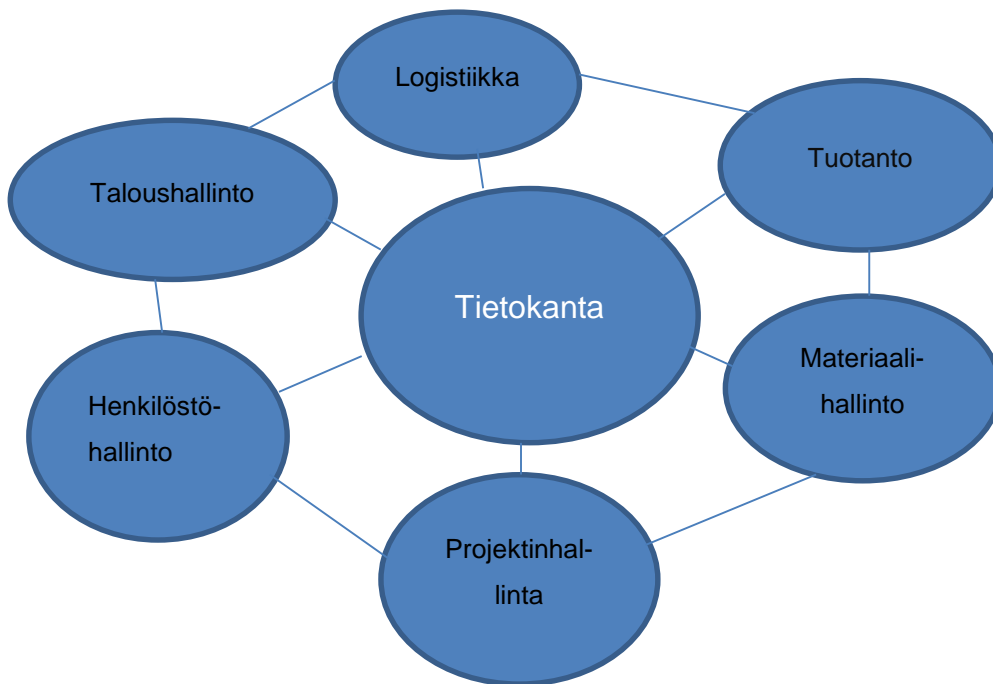 Logistiikka
Tuotanto
Taloushallinto
Tietokanta
Materiaali-
hallinto
Henkilöstö-
hallinto
Projektinhal-
linta